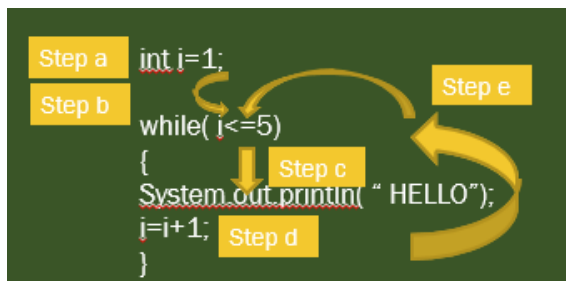 Step a int i=1;
Step e
Step b
while( i<=5)
{
Step c
System.out.println( “ HELLO”);
i=i+1; Step d
}